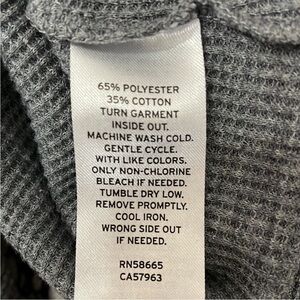 65% POLYESTER
35% COTTON
TURN GARMENT
INSIDE OUT.
MACHINE WASH COLD.
GENTLE CYCLE.
WITH LIKE COLORS.
ONLY NON-CHLORINE
BLEACH IF NEEDED.
TUMBLE DRY LOW.
REMOVE PROMPTLY.
COOL IRON.
WRONG SIDE OUT
IF NEEDED.
RN58665
CA57963